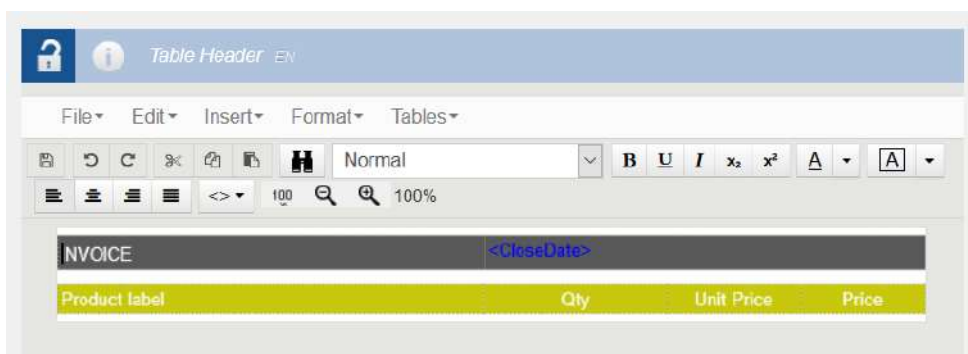 Table Header EN
File Edit Insert Format Tables
Normal B U I x₂ x² A A
<> 100 100%
NVOICE <CloseDate>
Product label Qty Unit Price Price